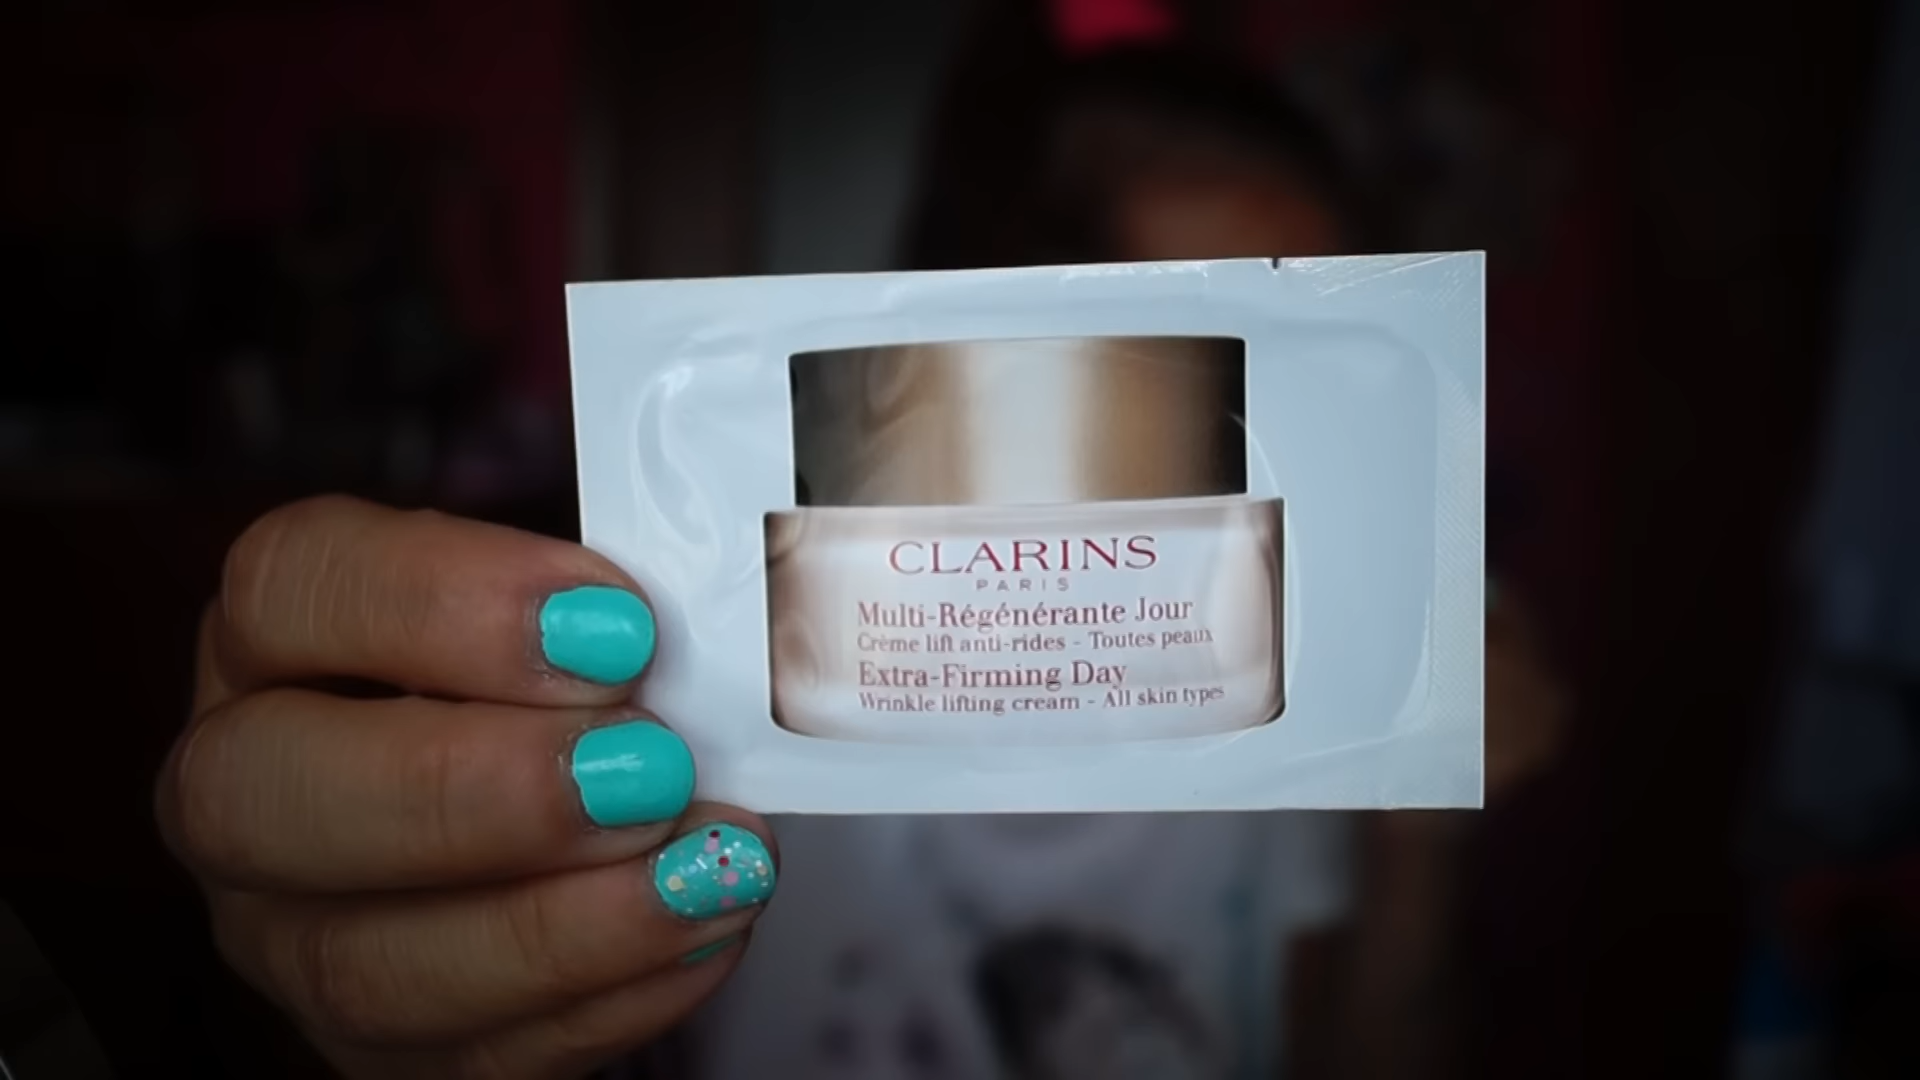 CLARINS
PARIS
Multi-Régénérante Jour
Crème lift anti-rides - Toutes peaux
Extra-Firming Day
Wrinkle lifting cream - All skin types